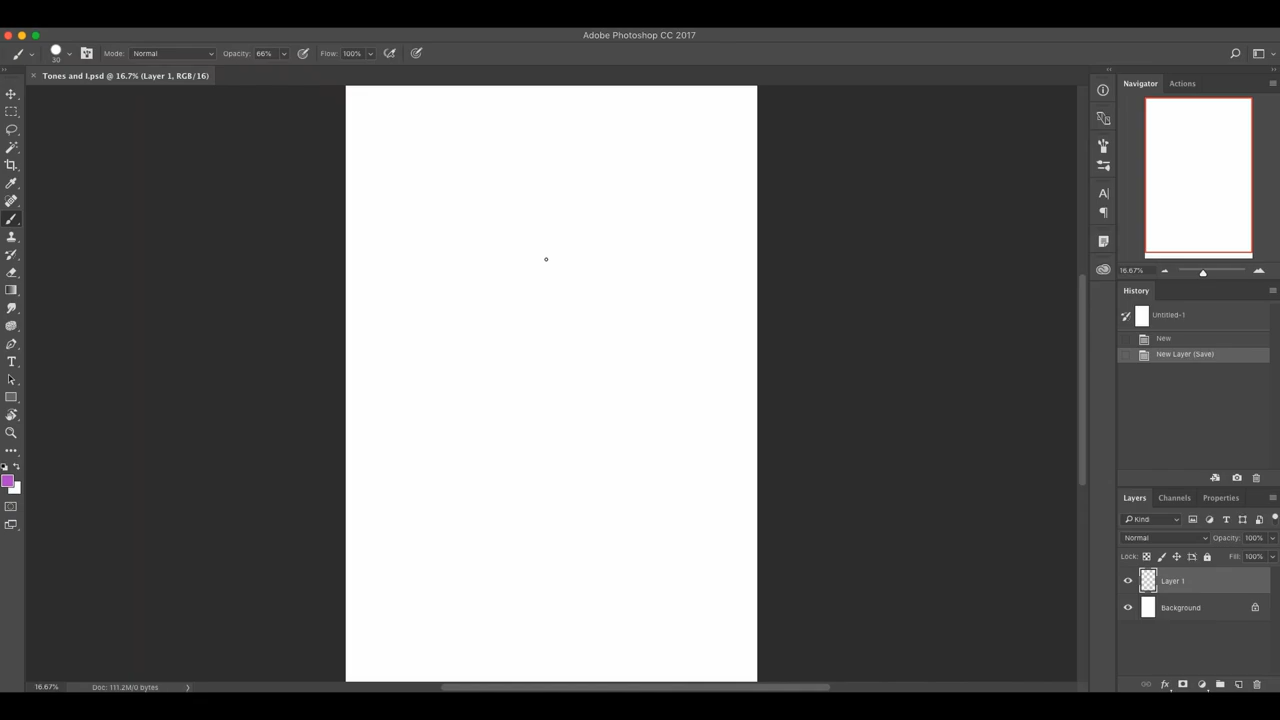 Adobe Photoshop CC 2017
30 Mode: Normal Opacity: 66% Flow: 100%
Tones and I.psd @ 16.7% (Layer 1, RGB/16)
Navigator Actions
16.67%
History
Untitled-1
New
New Layer (Save)
Layers Channels Properties
Kind
Normal Opacity: 100%
Lock: Fill: 100%
Layer 1
Background
16.67% Doc: 111.2M/0 bytes